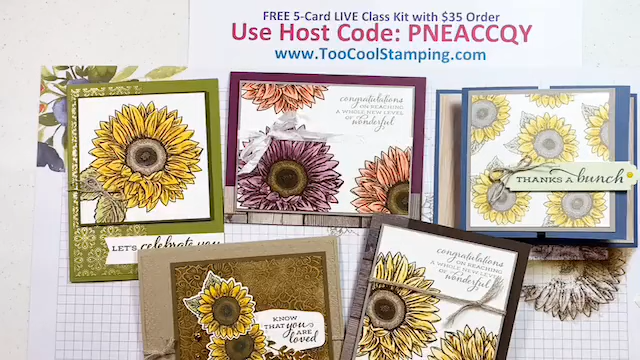 FREE 5-Card LIVE Class Kit with $35 Order
Use Host Code: PNEACCQY
www.TooCoolStamping.com
congratulations
ON REACHING
A WHOLE NEW LEVEL
OF wonderful
THANKS A bunch
LET'S celebrate you
congratulations
ON REACHING
A WHOLE NEW LEVEL
OF wonderful
KNOW
THAT you
ARE loved